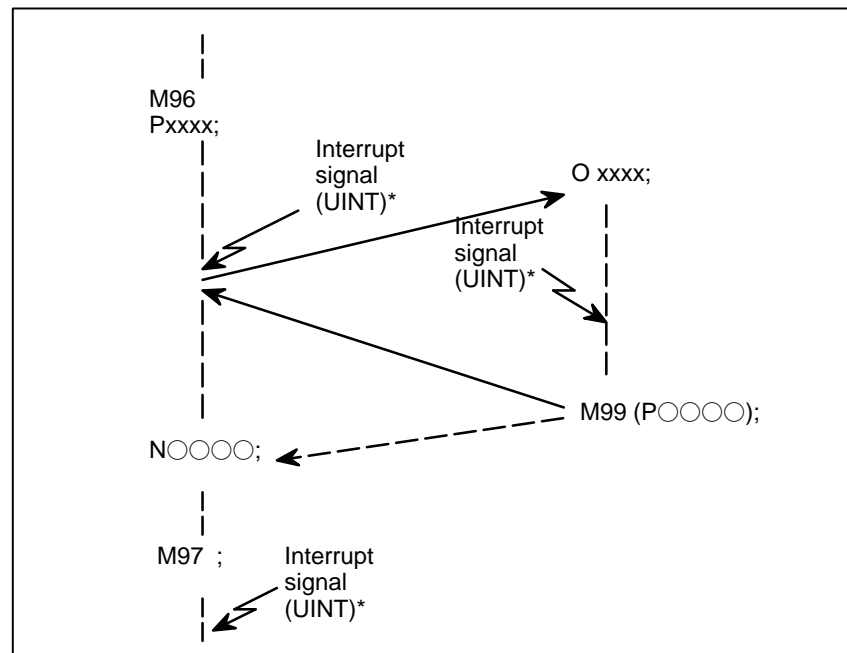 M96
Pxxxx;
Interrupt
signal
(UINT)*
O xxxx;
Interrupt
signal
(UINT)*
M99 (P○○○○);
N○○○○;
M97 ;
Interrupt
signal
(UINT)*